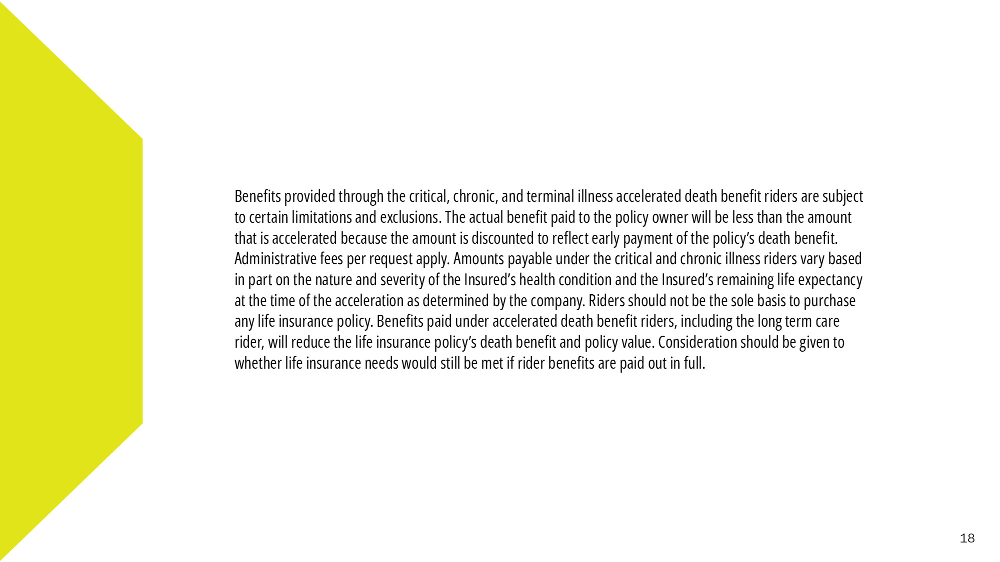 Benefits provided through the critical, chronic, and terminal illness accelerated death benefit riders are subject
to certain limitations and exclusions. The actual benefit paid to the policy owner will be less than the amount
that is accelerated because the amount is discounted to reflect early payment of the policy’s death benefit.
Administrative fees per request apply. Amounts payable under the critical and chronic illness riders vary based
in part on the nature and severity of the Insured’s health condition and the Insured’s remaining life expectancy
at the time of the acceleration as determined by the company. Riders should not be the sole basis to purchase
any life insurance policy. Benefits paid under accelerated death benefit riders, including the long term care
rider, will reduce the life insurance policy’s death benefit and policy value. Consideration should be given to
whether life insurance needs would still be met if rider benefits are paid out in full.
18